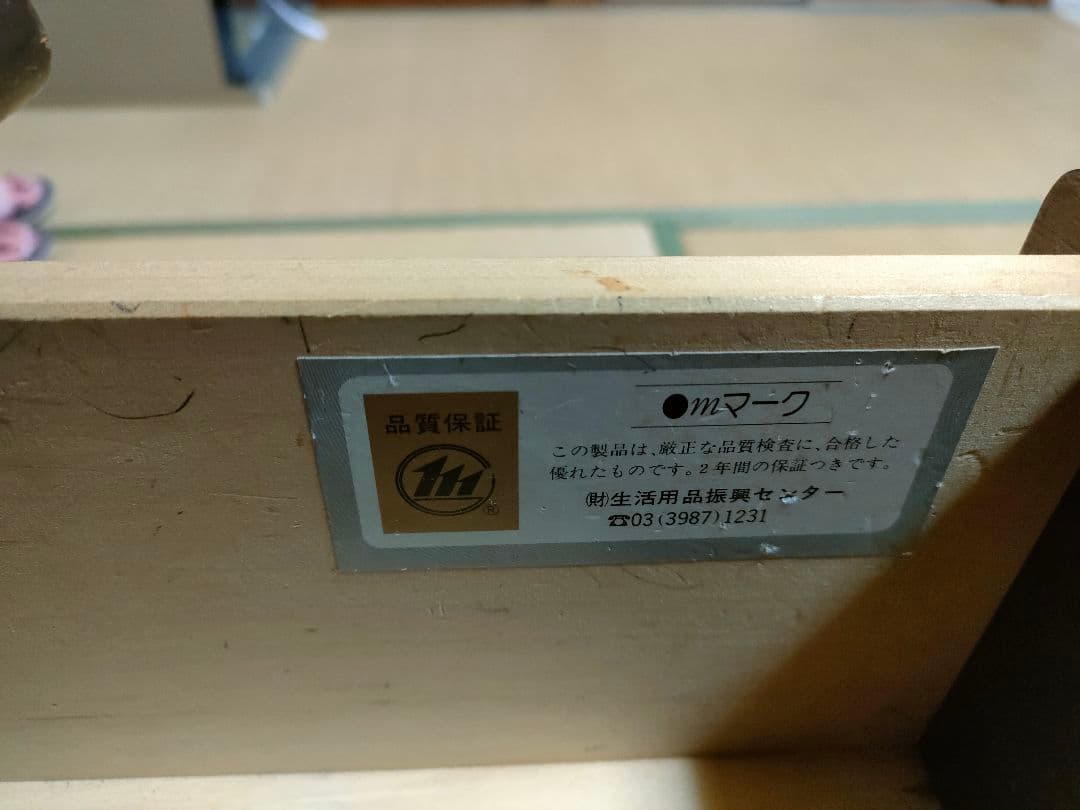 品質保証
®
●mマーク
この製品は、厳正な品質検査に、合格した
優れたものです。2年間の保証つきです。
㈶生活用品振興センター
☎03(3987)1231